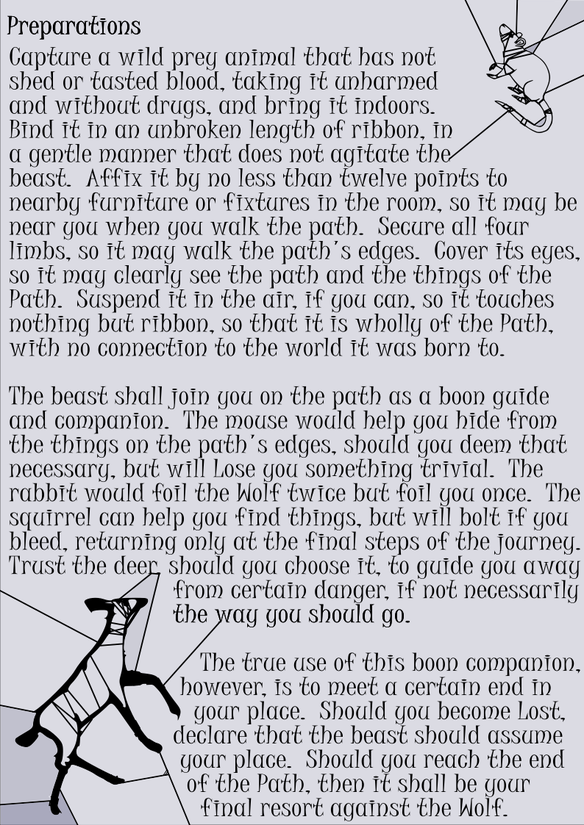 Preparations
Capture a wild prey animal that has not
shed or tasted blood, taking it unharmed
and without drugs, and bring it indoors.
Bind it in an unbroken length of ribbon, in
a gentle manner that does not agitate the
beast.  Affix it by no less than twelve points to
nearby furniture or fixtures in the room, so it may be
near you when you walk the path.  Secure all four
limbs, so it may walk the path's edges.  Cover its eyes,
so it may clearly see the path and the things of the
Path.  Suspend it in the air, if you can, so it touches
nothing but ribbon, so that it is wholly of the Path,
with no connection to the world it was born to.

The beast shall join you on the path as a boon guide
and companion.  The mouse would help you hide from
the things on the path's edges, should you deem that
necessary, but will Lose you something trivial.  The
rabbit would foil the Wolf twice but foil you once.  The
squirrel can help you find things, but will bolt if you
bleed, returning only at the final steps of the journey.
Trust the deer, should you choose it, to guide you away
from certain danger, if not necessarily
the way you should go.

The true use of this boon companion,
however, is to meet a certain end in
your place.  Should you become Lost,
declare that the beast should assume
your place.  Should you reach the end
of the Path, then it shall be your
final resort against the Wolf.